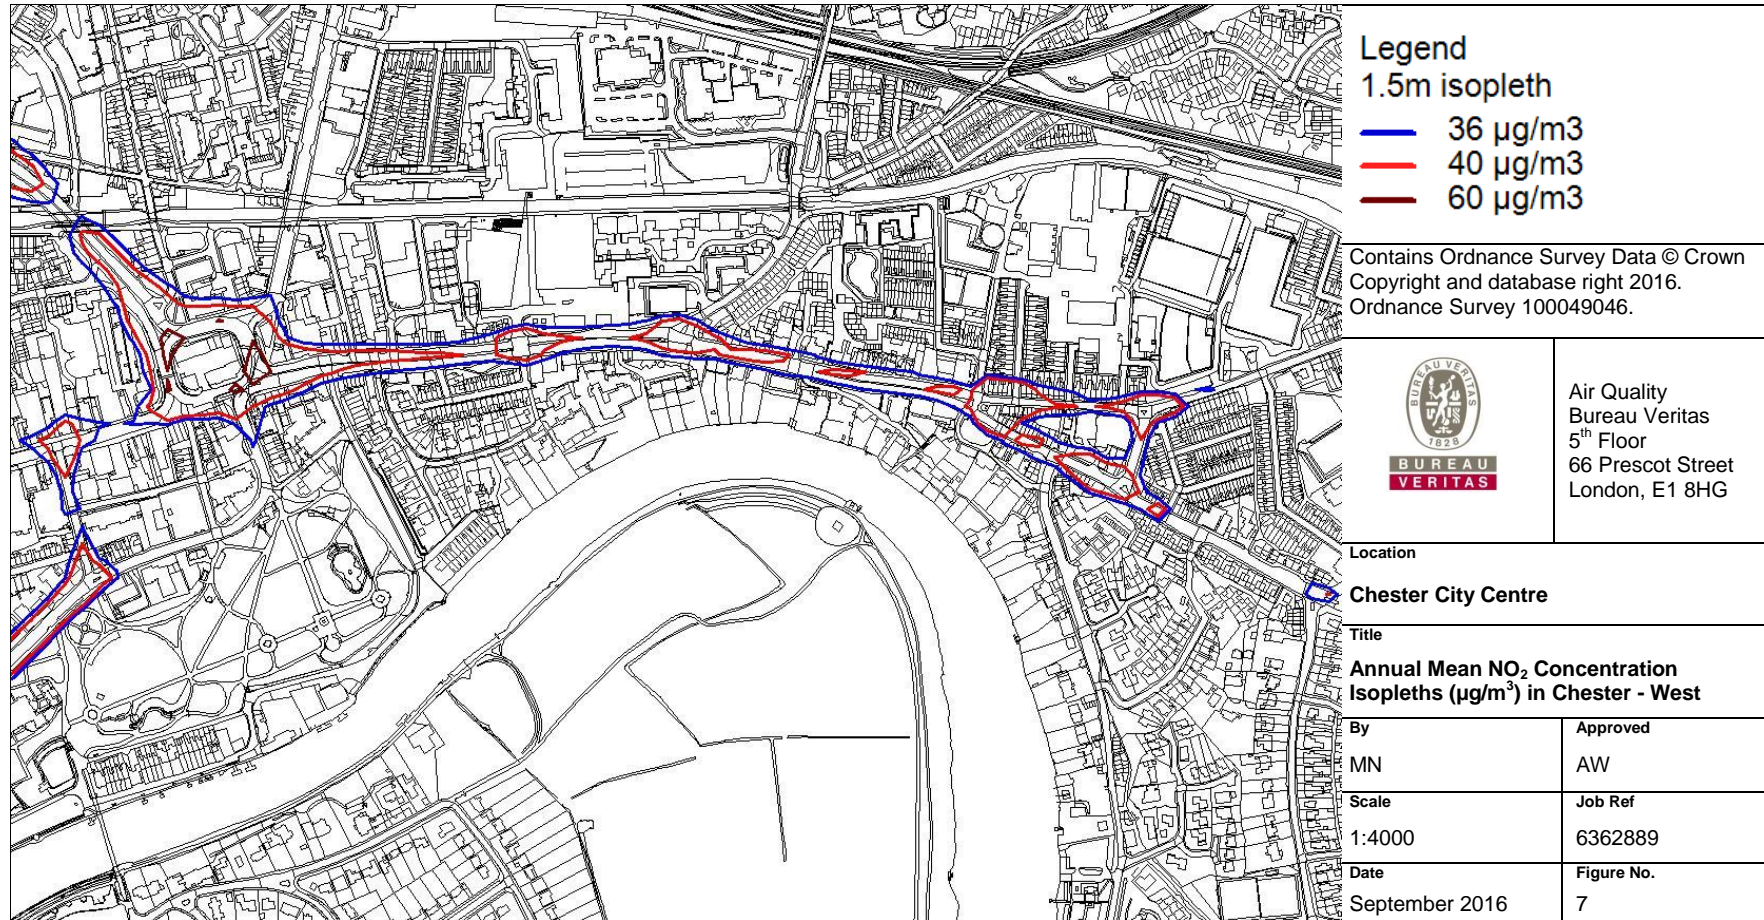 Legend
1.5m isopleth
36 µg/m3
40 µg/m3
60 µg/m3
Contains Ordnance Survey Data © Crown
Copyright and database right 2016.
Ordnance Survey 100049046.
BUREAU VERITAS
1828
BUREAU
VERITAS
Air Quality
Bureau Veritas
5th Floor
66 Prescot Street
London, E1 8HG
Location
Chester City Centre
Title
Annual Mean NO2 Concentration
Isopleths (µg/m3) in Chester - West
By
MN
Approved
AW
Scale
1:4000
Job Ref
6362889
Date
September 2016
Figure No.
7